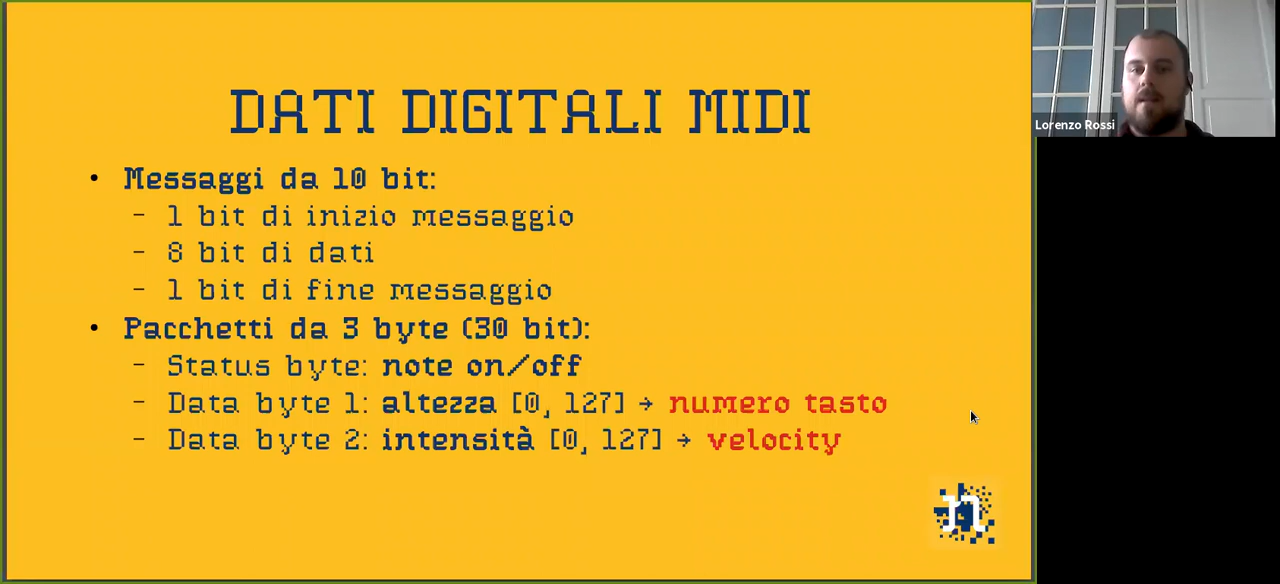 DATI DIGITALI MIDI
• Messaggi da 10 bit:
- 1 bit di inizio messaggio
- 8 bit di dati
- 1 bit di fine messaggio
• Pacchetti da 3 byte (30 bit):
- Status byte: note on/off
- Data byte 1: altezza [0, 127] → numero tasto
- Data byte 2: intensità [0, 127] → velocity
n
Lorenzo Rossi